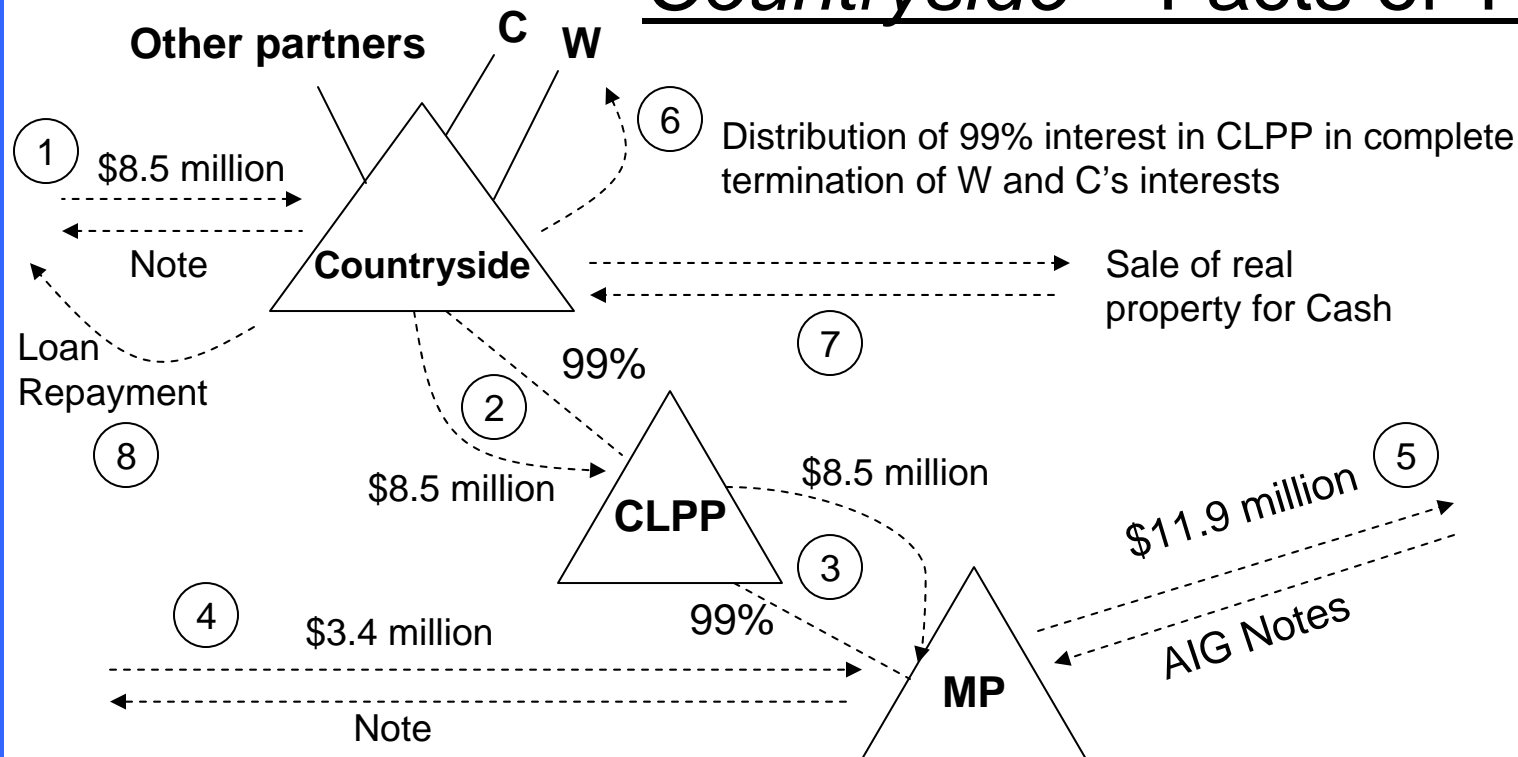 Countryside – Facts of T
Other partners
C
W
1
$8.5 million
Note
Countryside
6
Distribution of 99% interest in CLPP in complete
termination of W and C's interests
Sale of real
property for Cash
7
Loan
Repayment
8
99%
2
$8.5 million
CLPP
$8.5 million
3
5
$11.9 million
AIG Notes
4
$3.4 million
99%
Note
MP